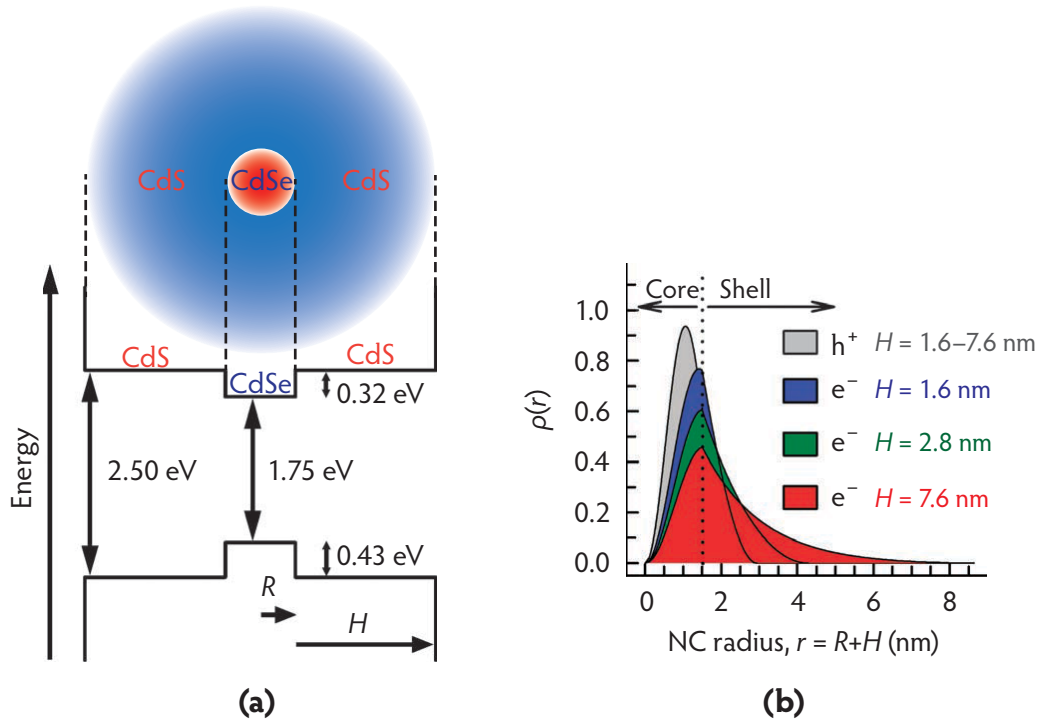 CdS
CdSe
CdS
CdS
CdS
CdSe
0.32 eV
2.50 eV
1.75 eV
0.43 eV
Energy
R
H
(a)
Core
Shell
1.0
0.8
0.6
0.4
0.2
0.0
ρ(r)
h⁺ H = 1.6–7.6 nm
e⁻ H = 1.6 nm
e⁻ H = 2.8 nm
e⁻ H = 7.6 nm
0 2 4 6 8
NC radius, r = R+H (nm)
(b)